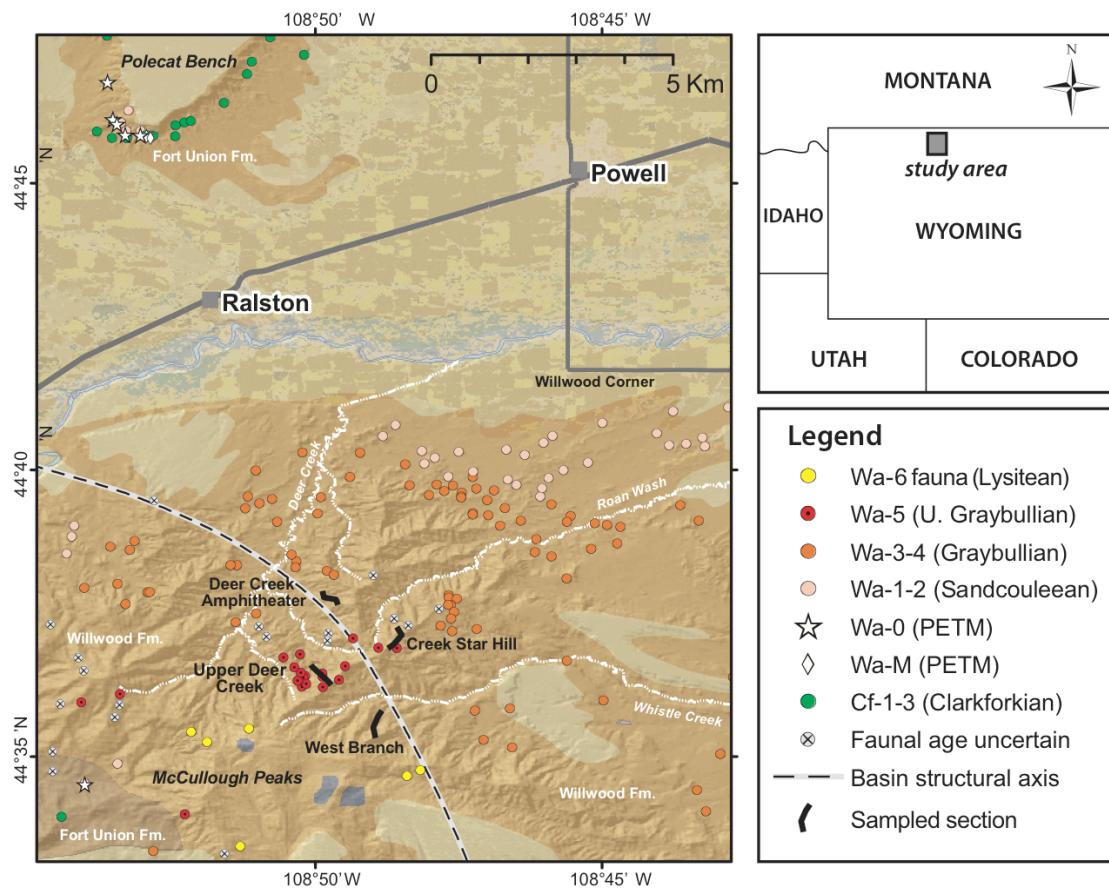 108°50′ W
108°45′ W
Polecat Bench
0
5 Km
Fort Union Fm.
44°45 ′N
Powell
Ralston
Willwood Corner
44°40 ′N
Deer Creek
Roan Wash
Deer Creek
Amphitheater
Willwood Fm.
Creek Star Hill
Upper Deer
Creek
Whistle Creek
West Branch
44°35 ′N
McCullough Peaks
Willwood Fm.
Fort Union Fm.
108°50′ W
108°45′ W
N
MONTANA
study area
IDAHO
WYOMING
UTAH
COLORADO
Legend
Wa-6 fauna (Lysitean)
Wa-5 (U. Graybullian)
Wa-3-4 (Graybullian)
Wa-1-2 (Sandcouleean)
Wa-0 (PETM)
Wa-M (PETM)
Cf-1-3 (Clarkforkian)
Faunal age uncertain
Basin structural axis
Sampled section